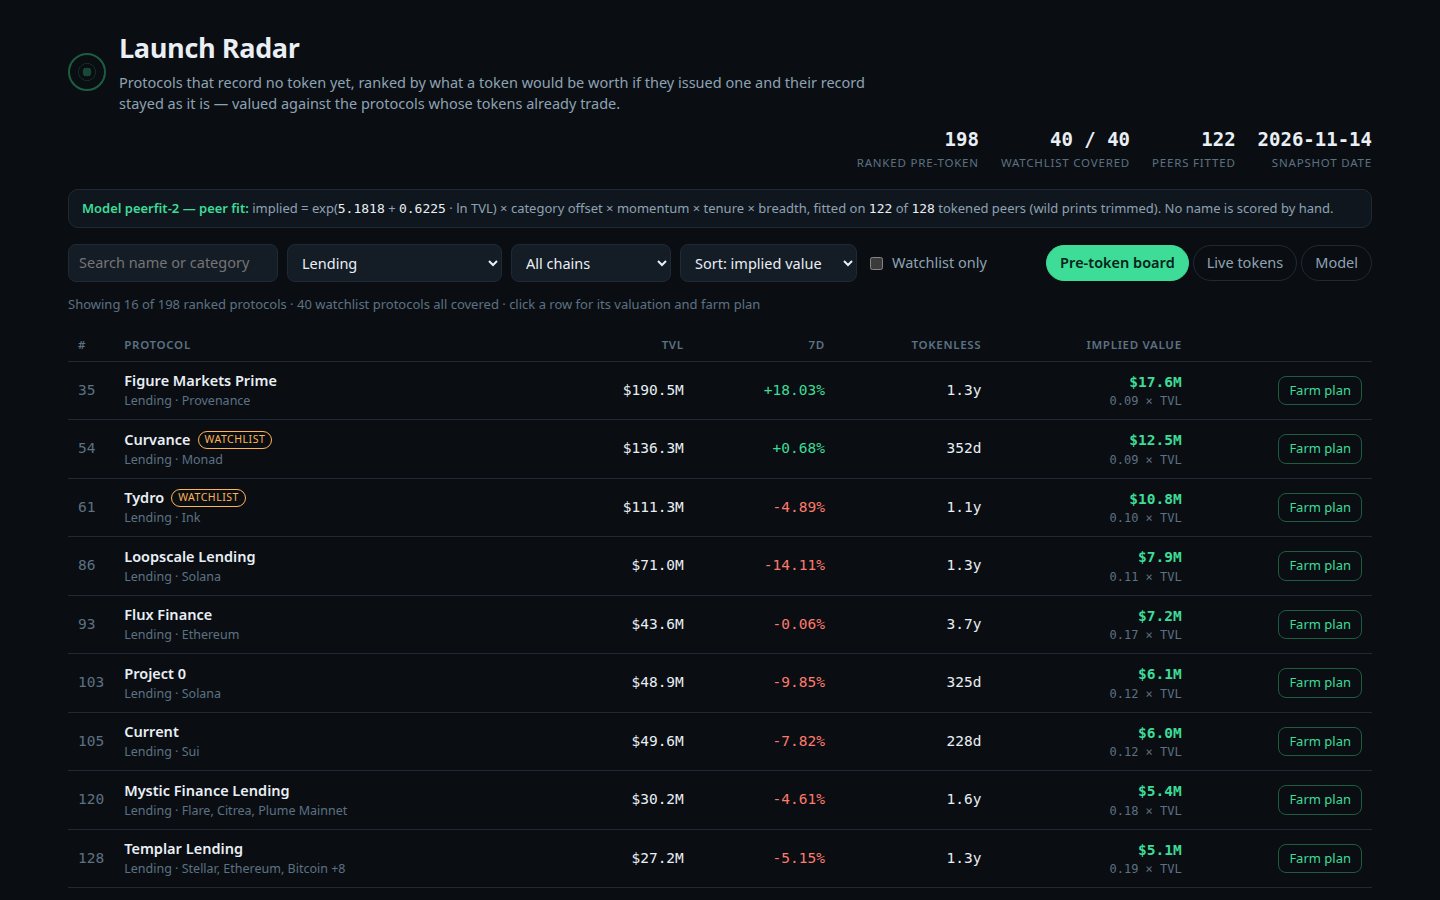 Launch Radar
Protocols that record no token yet, ranked by what a token would be worth if they issued one and their record
stayed as it is — valued against the protocols whose tokens already trade.
198 40 / 40 122 2026-11-14
RANKED PRE-TOKEN WATCHLIST COVERED PEERS FITTED SNAPSHOT DATE
Model peerfit-2 — peer fit: implied = exp(5.1818 + 0.6225 · ln TVL) × category offset × momentum × tenure × breadth, fitted on 122 of 128 tokened peers (wild prints trimmed). No name is scored by hand.
Search name or category Lending All chains Sort: implied value Watchlist only Pre-token board Live tokens Model
Showing 16 of 198 ranked protocols · 40 watchlist protocols all covered · click a row for its valuation and farm plan
# PROTOCOL TVL 7D TOKENLESS IMPLIED VALUE
35 Figure Markets Prime $190.5M +18.03% 1.3y $17.6M Farm plan
Lending · Provenance 0.09 × TVL
54 Curvance WATCHLIST $136.3M +0.68% 352d $12.5M Farm plan
Lending · Monad 0.09 × TVL
61 Tydro WATCHLIST $111.3M -4.89% 1.1y $10.8M Farm plan
Lending · Ink 0.10 × TVL
86 Loopscale Lending $71.0M -14.11% 1.3y $7.9M Farm plan
Lending · Solana 0.11 × TVL
93 Flux Finance $43.6M -0.06% 3.7y $7.2M Farm plan
Lending · Ethereum 0.17 × TVL
103 Project 0 $48.9M -9.85% 325d $6.1M Farm plan
Lending · Solana 0.12 × TVL
105 Current $49.6M -7.82% 228d $6.0M Farm plan
Lending · Sui 0.12 × TVL
120 Mystic Finance Lending $30.2M -4.61% 1.6y $5.4M Farm plan
Lending · Flare, Citrea, Plume Mainnet 0.18 × TVL
128 Templar Lending $27.2M -5.15% 1.3y $5.1M Farm plan
Lending · Stellar, Ethereum, Bitcoin +8 0.19 × TVL